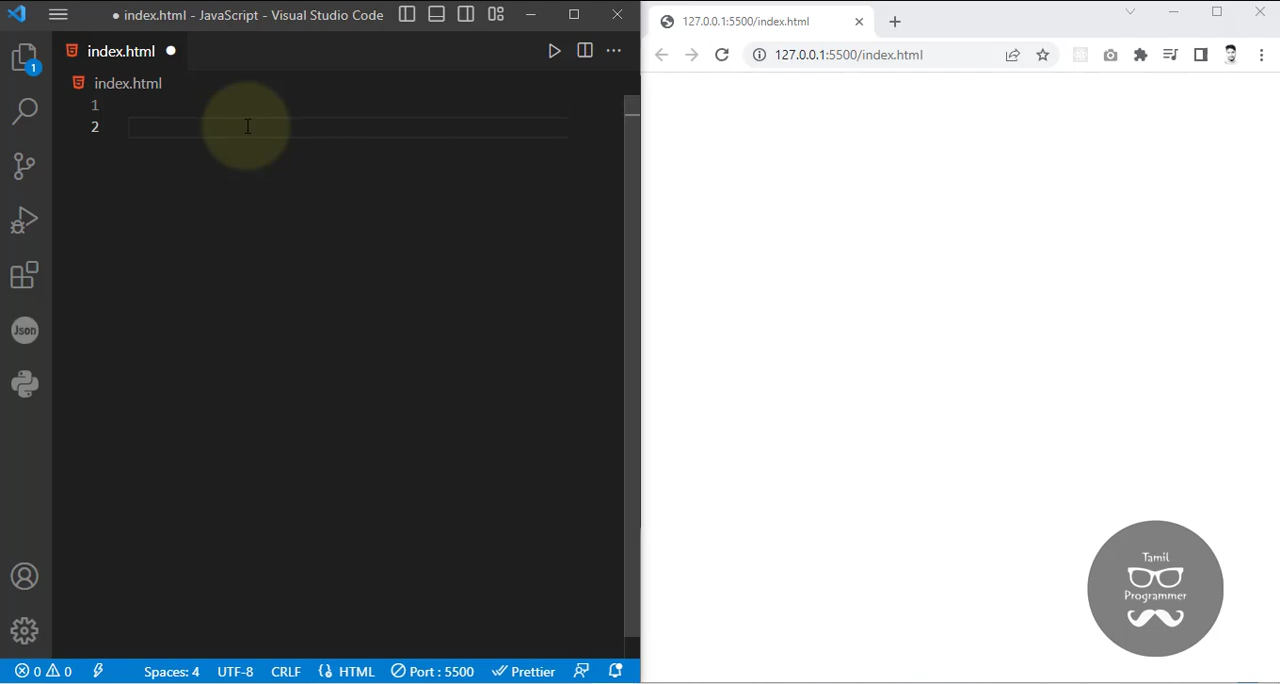 ● index.html - JavaScript - Visual Studio Code
index.html ●
1
index.html
1
2
Json
0 0 Spaces: 4 UTF-8 CRLF HTML Port : 5500 Prettier
127.0.0.1:5500/index.html
127.0.0.1:5500/index.html
Tamil
Programmer